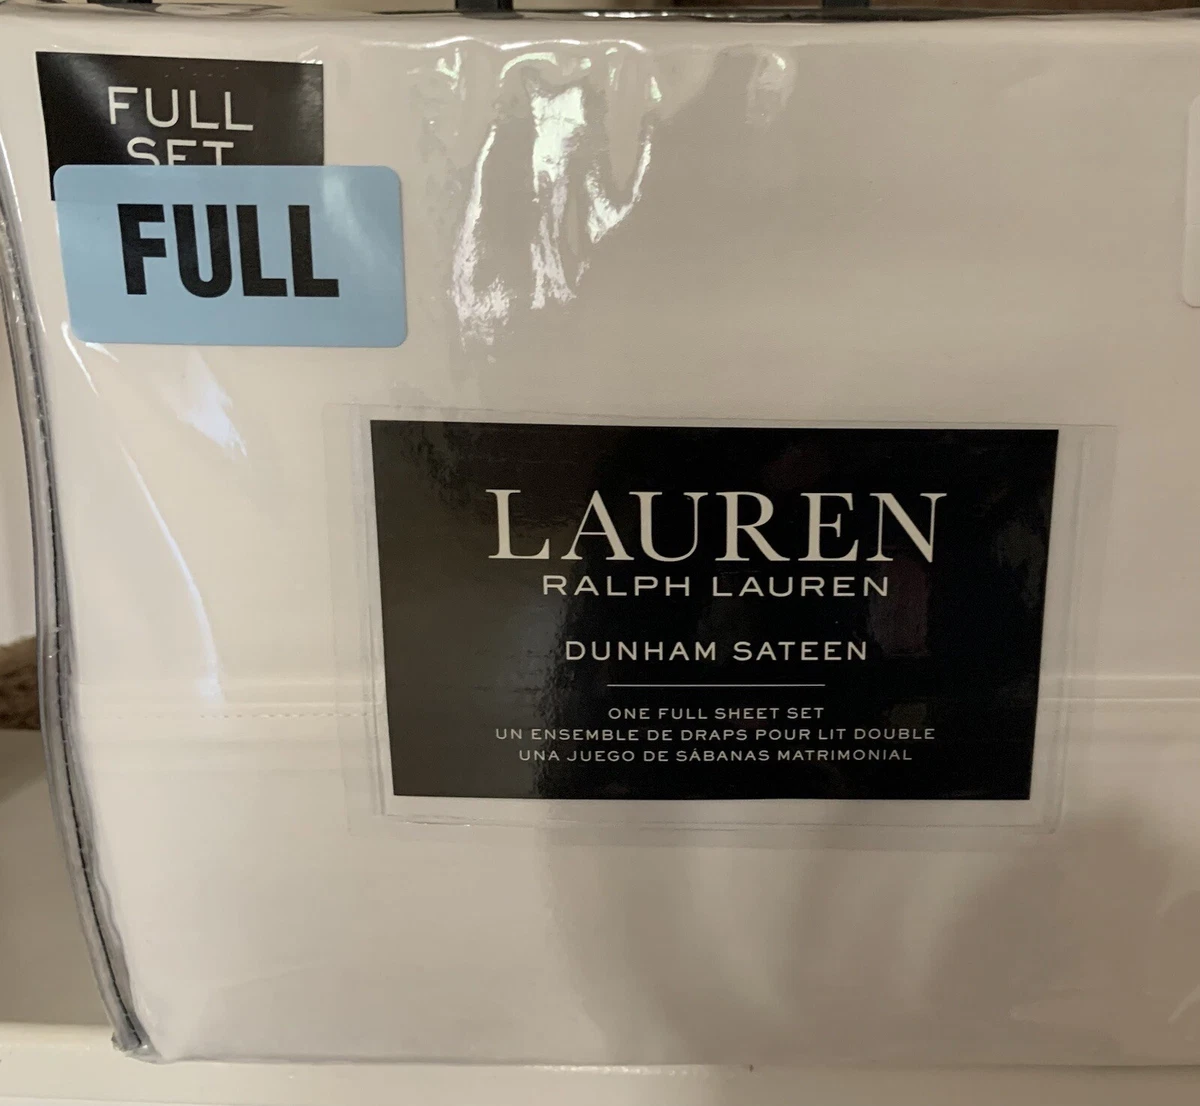 FULL
SET
FULL
LAUREN
RALPH LAUREN
DUNHAM SATEEN
ONE FULL SHEET SET
UN ENSEMBLE DE DRAPS POUR LIT DOUBLE
UNA JUEGO DE SÁBANAS MATRIMONIAL